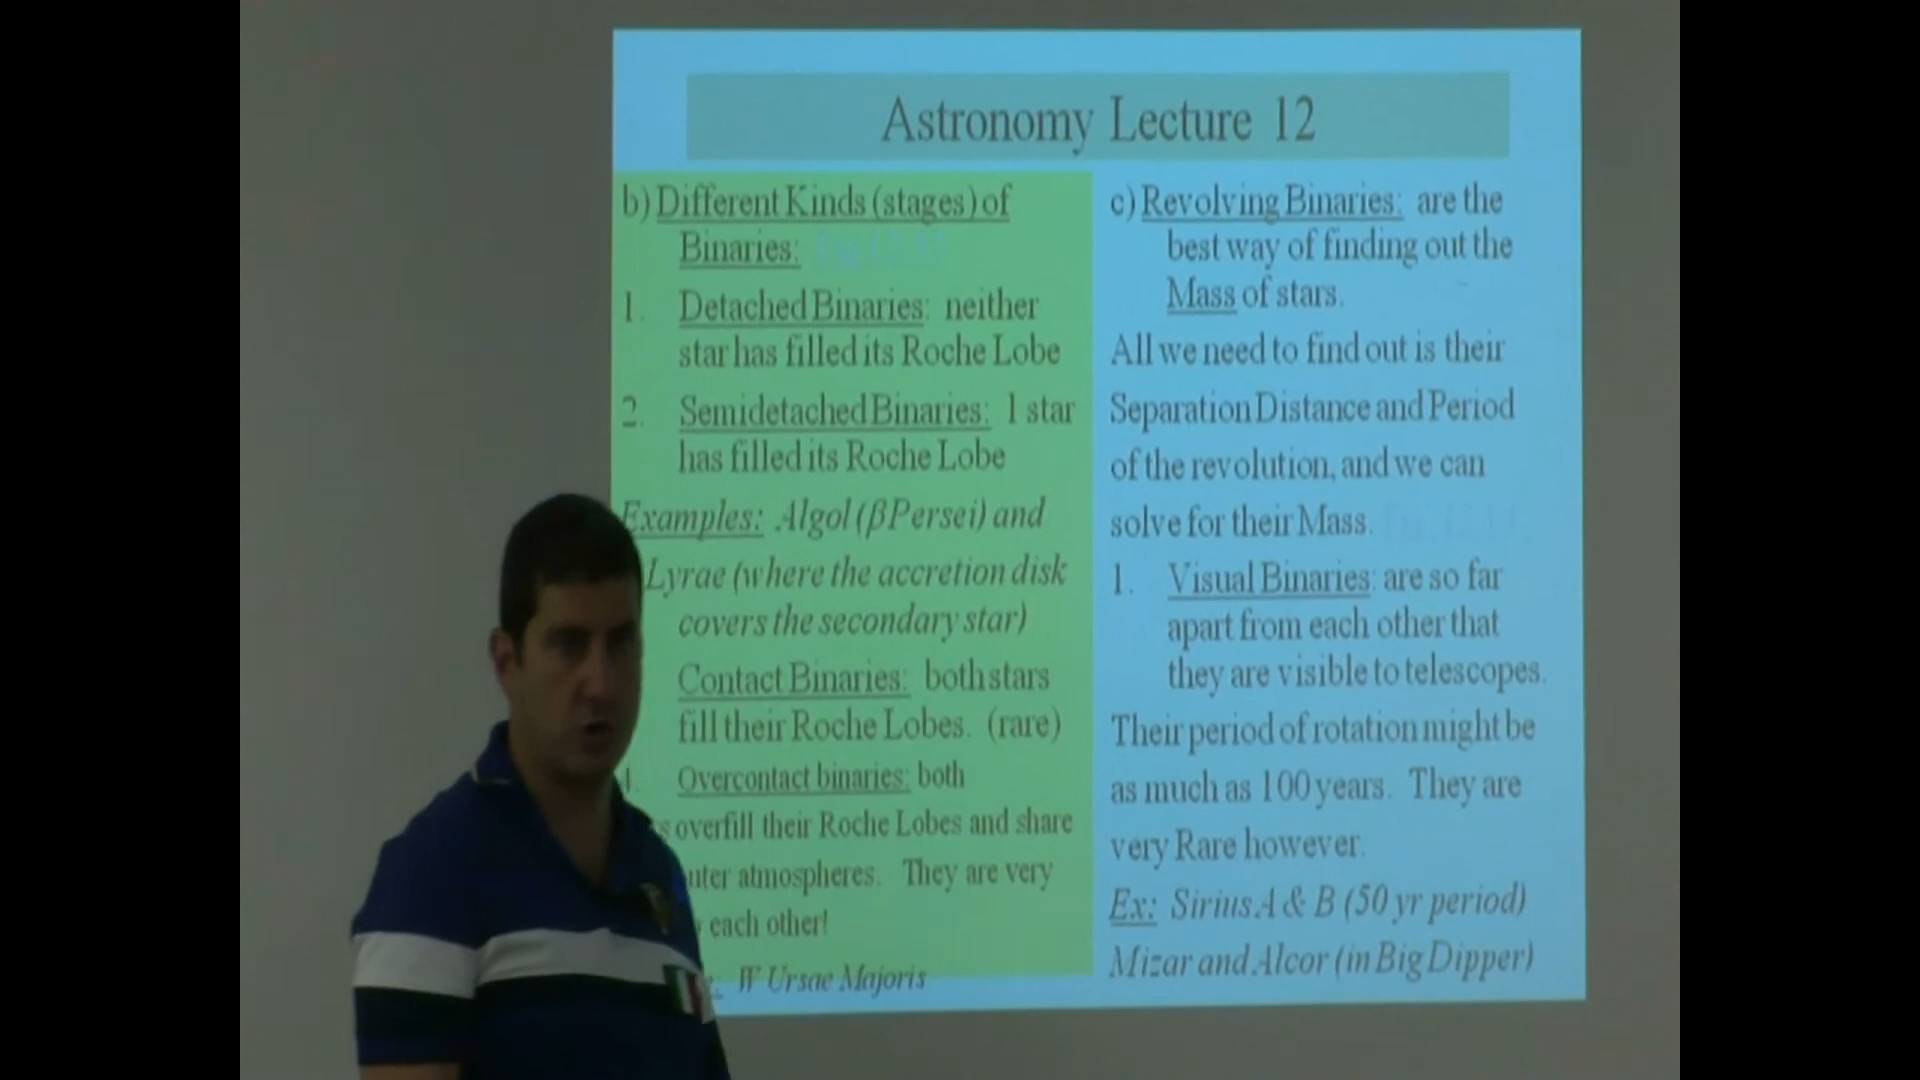 Astronomy Lecture 12
b) Different Kinds (stages) of
Binaries:
1. Detached Binaries: neither
star has filled its Roche Lobe
2. Semidetached Binaries: 1 star
has filled its Roche Lobe
Examples: Algol (β Persei) and
Lyrae (where the accretion disk
covers the secondary star)
Contact Binaries: both stars
fill their Roche Lobes. (rare)
Overcontact binaries: both
overfill their Roche Lobes and share
atmospheres. They are very
each other!
W Ursae Majoris
c) Revolving Binaries: are the
best way of finding out the
Mass of stars.
All we need to find out is their
Separation Distance and Period
of the revolution, and we can
solve for their Mass.
1. Visual Binaries: are so far
apart from each other that
they are visible to telescopes.
Their period of rotation might be
as much as 100 years. They are
very Rare however.
Ex: Sirius A & B (50 yr period)
Mizar and Alcor (in Big Dipper)